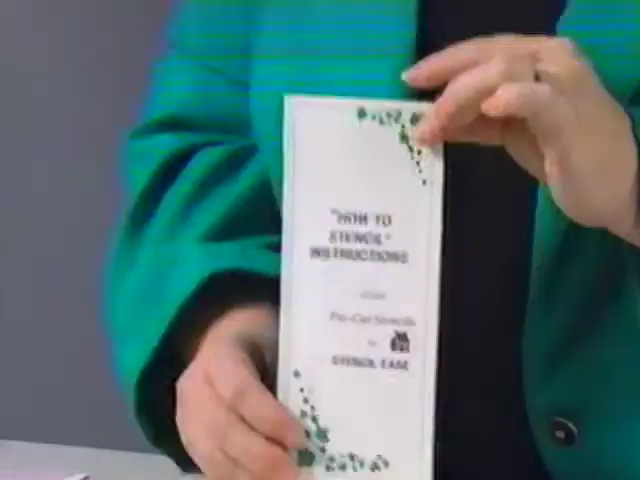 "HOW TO
STENCIL"
INSTRUCTIONS
Pre-Cut Stencils
STENCIL EASE